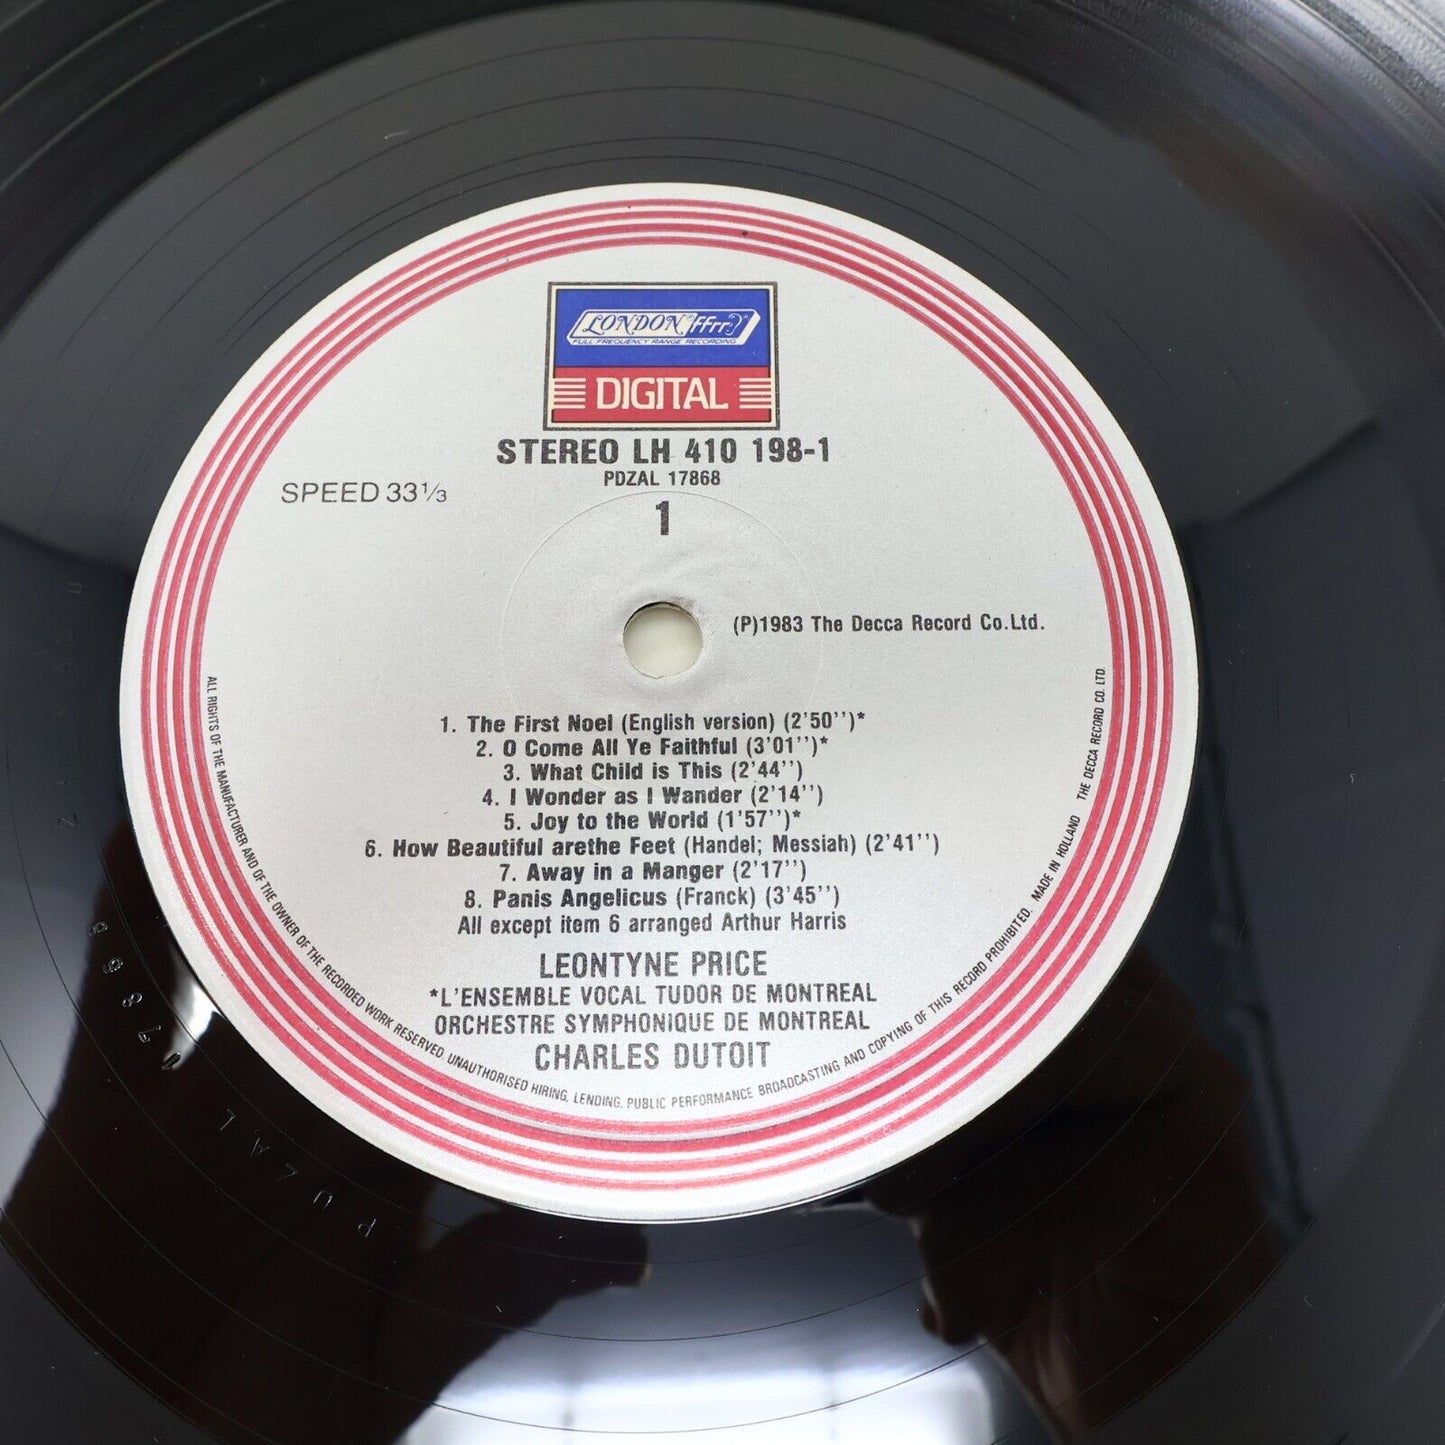 LONDON ffrr
FULL FREQUENCY RANGE RECORDING
DIGITAL
STEREO LH 410 198-1
PDZAL 17868
SPEED 33 1/3
1
(P)1983 The Decca Record Co.Ltd.
1. The First Noel (English version) (2'50'')*
2. O Come All Ye Faithful (3'01'')*
3. What Child is This (2'44'')
4. I Wonder as I Wander (2'14'')
5. Joy to the World (1'57'')*
6. How Beautiful arethe Feet (Handel; Messiah) (2'41'')
7. Away in a Manger (2'17'')
8. Panis Angelicus (Franck) (3'45'')
All except item 6 arranged Arthur Harris
LEONTYNE PRICE
*L'ENSEMBLE VOCAL TUDOR DE MONTREAL
ORCHESTRE SYMPHONIQUE DE MONTREAL
CHARLES DUTOIT
ALL RIGHTS OF THE MANUFACTURER AND OF THE OWNER OF THE RECORDED WORK RESERVED. UNAUTHORISED HIRING, LENDING, PUBLIC PERFORMANCE BROADCASTING AND COPYING OF THIS RECORD PROHIBITED. MADE IN HOLLAND THE DECCA RECORD CO. LTD.